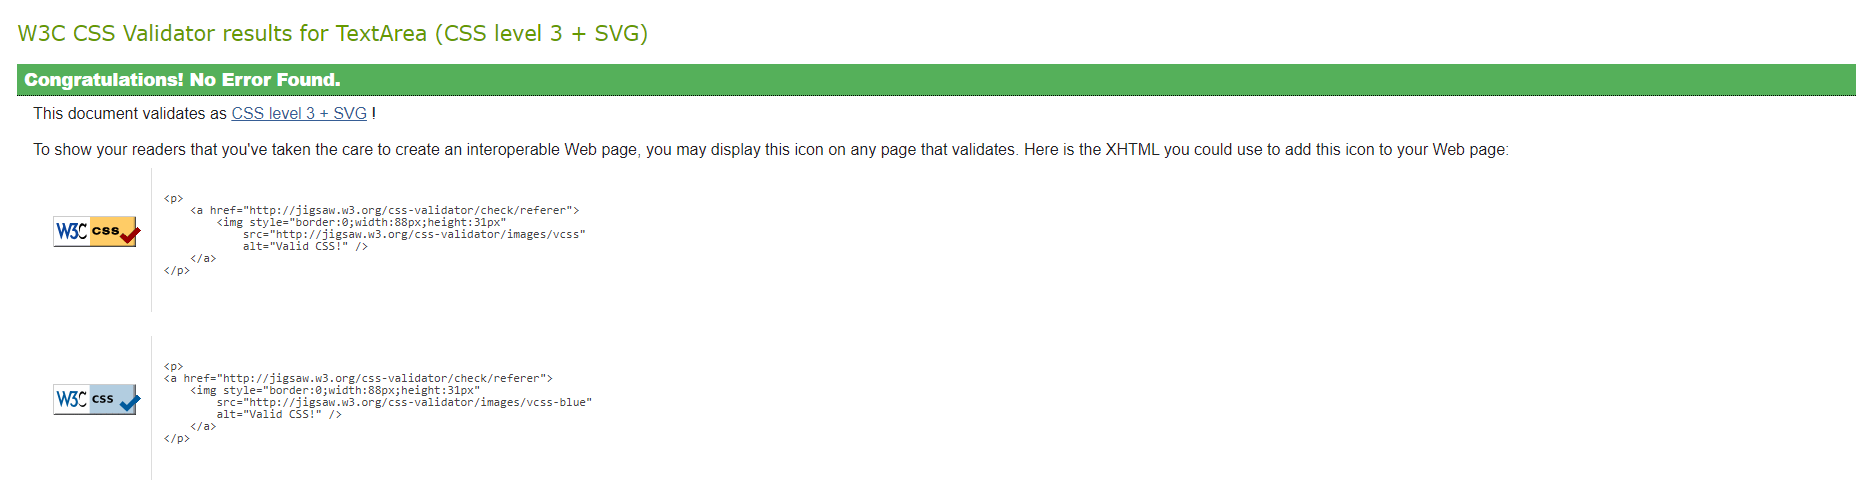 W3C CSS Validator results for TextArea (CSS level 3 + SVG)
Congratulations! No Error Found.
This document validates as CSS level 3 + SVG !
To show your readers that you've taken the care to create an interoperable Web page, you may display this icon on any page that validates. Here is the XHTML you could use to add this icon to your Web page:
W3C css
<p>
    <a href="http://jigsaw.w3.org/css-validator/check/referer">
        <img style="border:0;width:88px;height:31px"
            src="http://jigsaw.w3.org/css-validator/images/vcss"
            alt="Valid CSS!" />
    </a>
</p>
W3C css
<p>
<a href="http://jigsaw.w3.org/css-validator/check/referer">
    <img style="border:0;width:88px;height:31px"
        src="http://jigsaw.w3.org/css-validator/images/vcss-blue"
        alt="Valid CSS!" />
    </a>
</p>